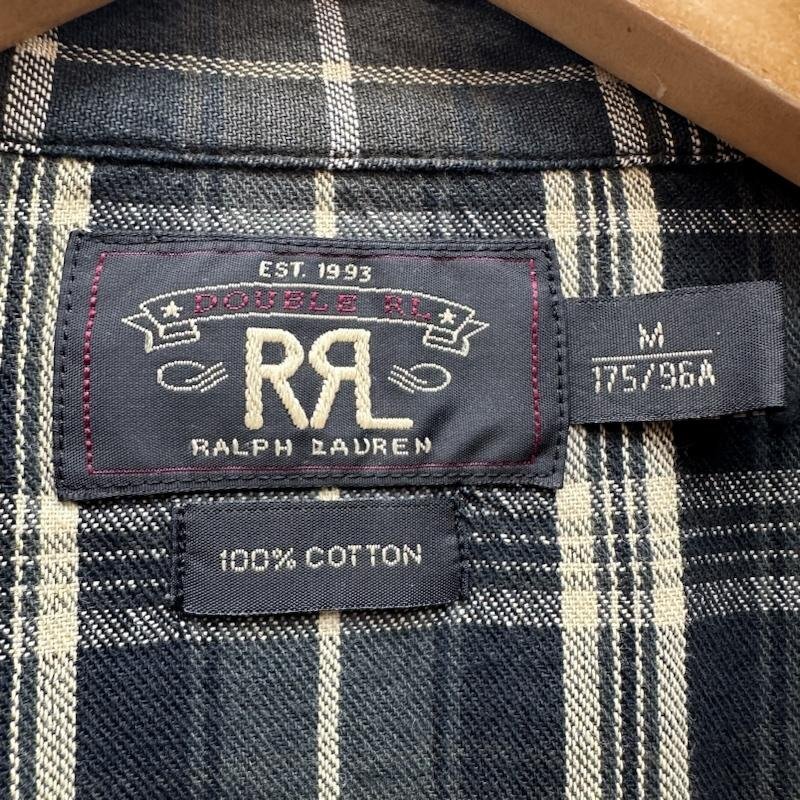 EST. 1993
DOUBLE RL
RRL
RALPH LAUREN
M
175/96A
100% COTTON